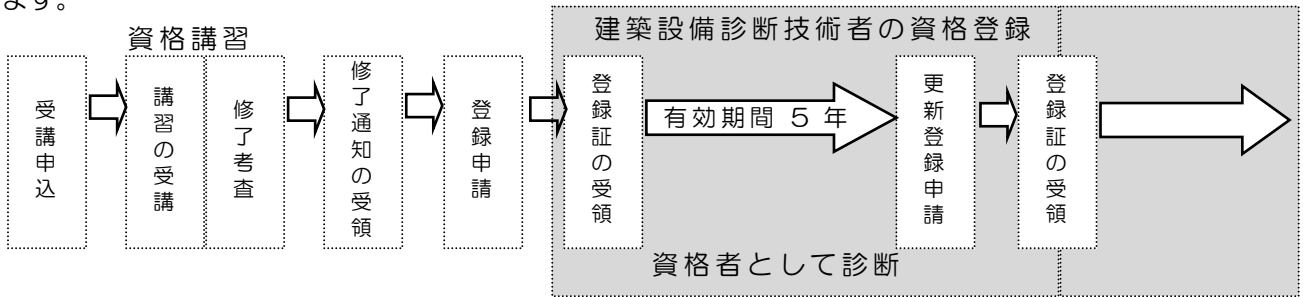 ます。
資格講習
建築設備診断技術者の資格登録
受講申込
講習の受講
修了考査
修了通知の受領
登録申請
登録証の受領
有効期間 5 年
更新登録申請
登録証の受領
資格者として診断